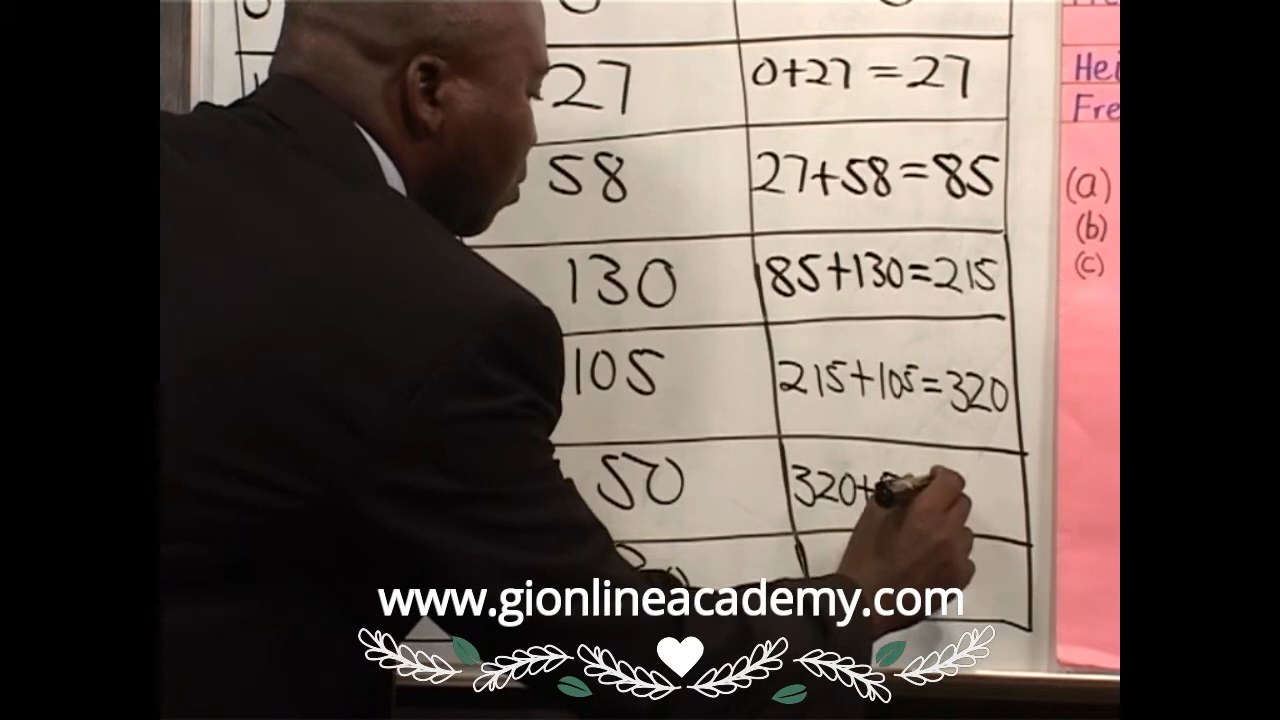 27 0+27=27
58 27+58=85
85+130=215
130
105 215+105=320
50 320+
Hei
Fre
(a)
(b)
(c)
www.gionlineacademy.com